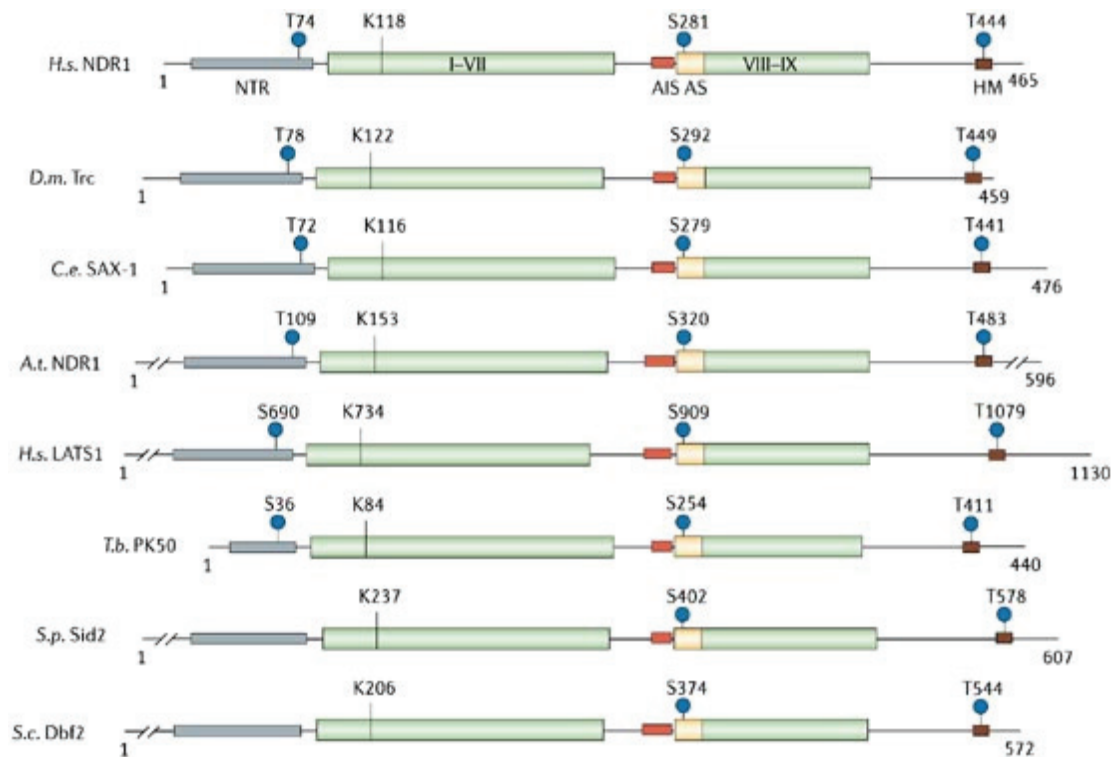 T74 K118 S281 T444
H.s. NDR1 I–VII VIII–IX
1 NTR AIS AS HM 465
T78 K122 S292 T449
D.m. Trc
1 459
T72 K116 S279 T441
C.e. SAX-1
1 476
T109 K153 S320 T483
A.t. NDR1
1 596
S690 K734 S909 T1079
H.s. LATS1
1 1130
S36 K84 S254 T411
T.b. PK50
1 440
K237 S402 T578
S.p. Sid2
1 607
K206 S374 T544
S.c. Dbf2
1 572